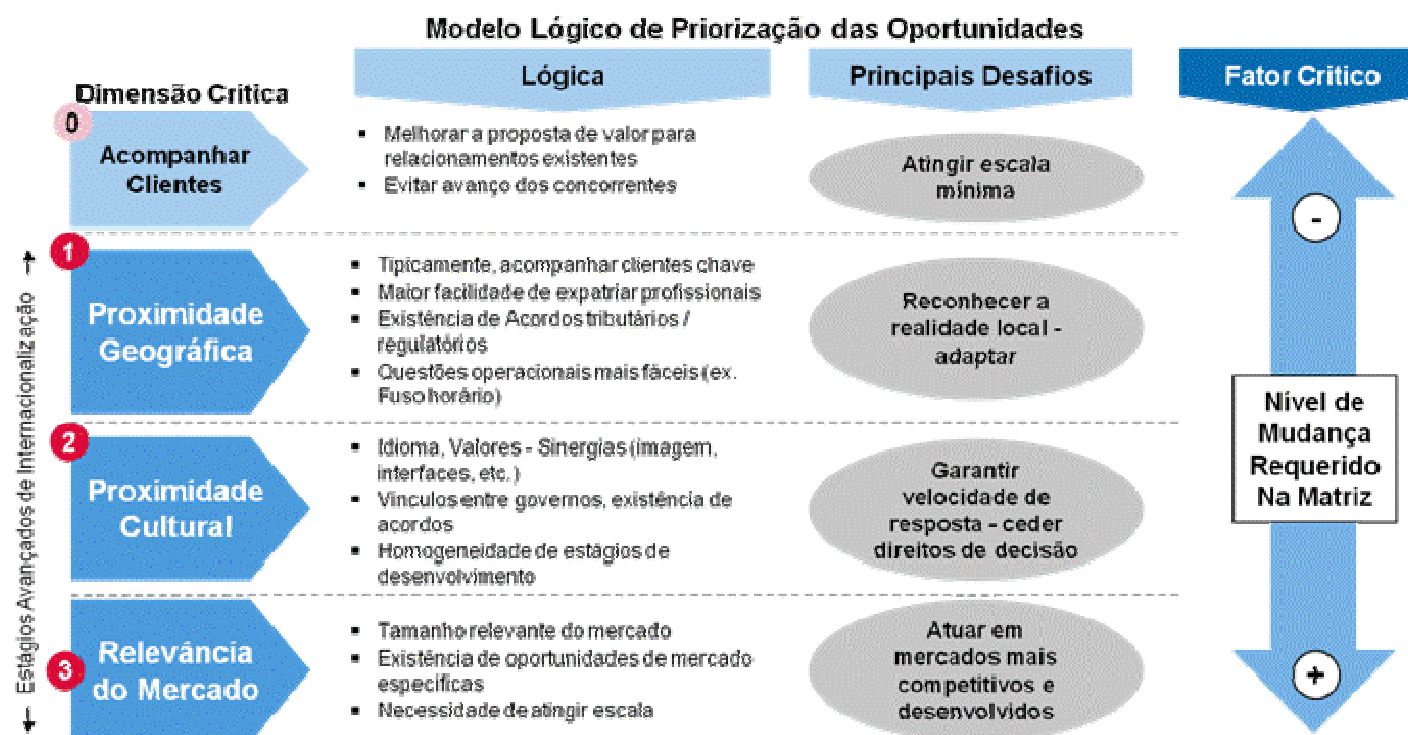 Modelo Lógico de Priorização das Oportunidades
Dimensão Critica
Lógica
Principais Desafios
Fator Critico
0
Acompanhar
Clientes
▪ Melhorar a proposta de valor para
relacionamentos existentes
▪ Evitar avanço dos concorrentes
Atingir escala
mínima
-
Estágios Avançados de Internacionalização
1
Proximidade
Geográfica
▪ Tipicamente, acompanhar clientes chave
▪ Maior facilidade de expatriar profissionais
▪ Existência de Acordos tributários /
regulatórios
▪ Questões operacionais mais fáceis (ex.
Fuso horário)
Reconhecer a
realidade local -
adaptar
Nivel de
Mudança
Requerido
Na Matriz
2
Proximidade
Cultural
▪ Idioma, Valores - Sinergias (imagem,
interfaces, etc.)
▪ Vinculos entre governos, existência de
acordos
▪ Homogeneidade de estágios de
desenvolvimento
Garantir
velocidade de
resposta - ceder
direitos de decisão
3
Relevância
do Mercado
▪ Tamanho relevante do mercado
▪ Existência de oportunidades de mercado
específicas
▪ Necessidade de atingir escala
Atuar em
mercados mais
competitivos e
desenvolvidos
+